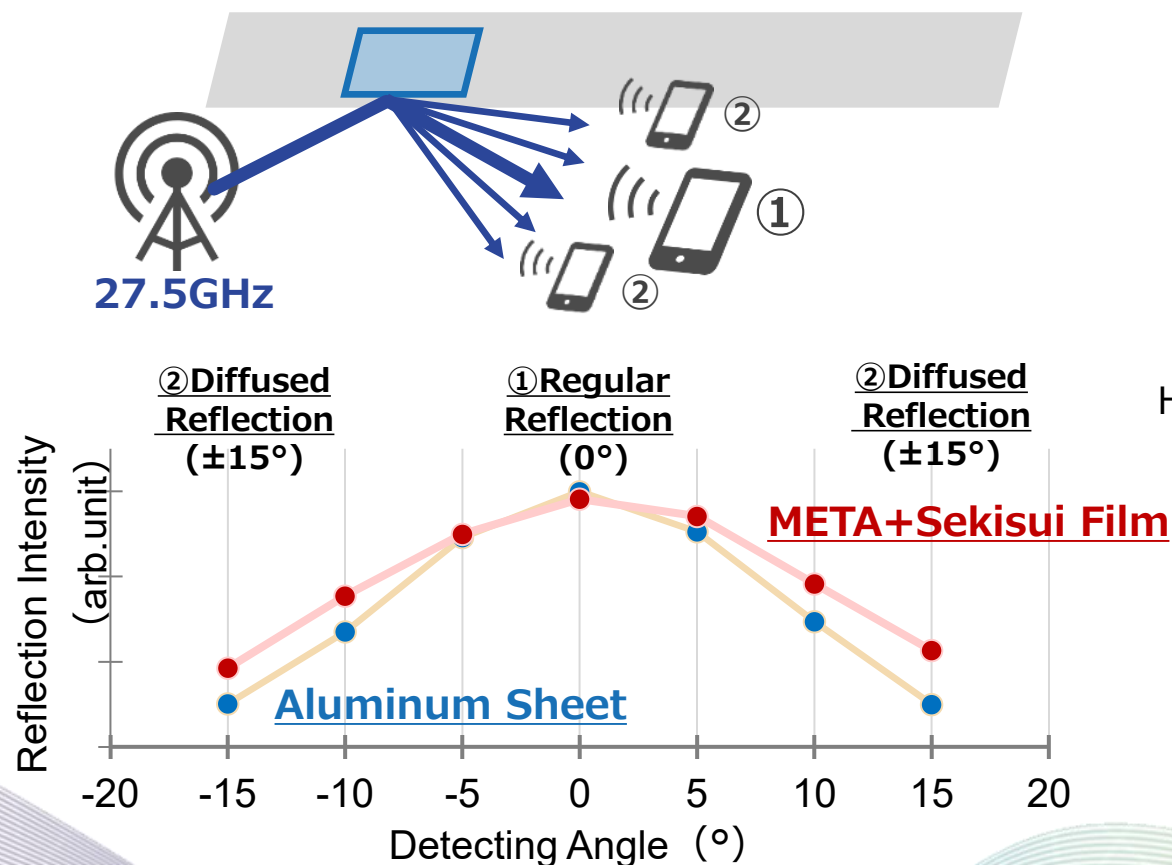 ②
①
②
27.5GHz
②Diffused
Reflection
(±15°)
①Regular
Reflection
(0°)
②Diffused
Reflection
(±15°)
H
META+Sekisui Film
Aluminum Sheet
Reflection Intensity
(arb.unit)
-20 -15 -10 -5 0 5 10 15 20
Detecting Angle (°)